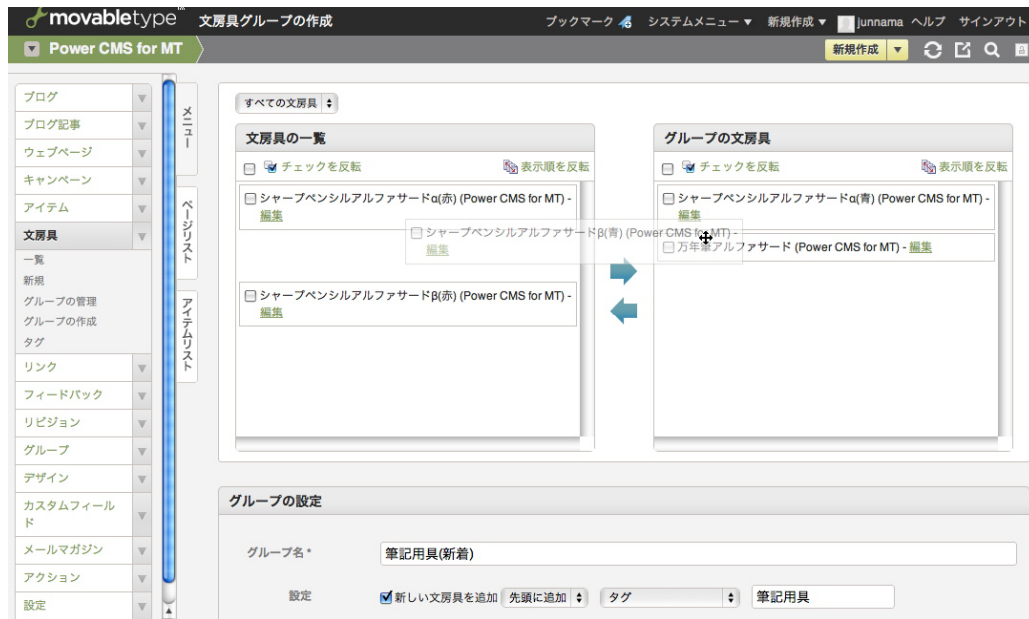 movabletype™ 文房具グループの作成 ブックマーク システムメニュー 新規作成 junnama ヘルプ サインアウト
Power CMS for MT 新規作成
ブログ
ブログ記事
ウェブページ
キャンペーン
アイテム
文房具
一覧
新規
グループの管理
グループの作成
タグ
リンク
フィードバック
リビジョン
グループ
デザイン
カスタムフィール
ド
メールマガジン
アクション
設定
メニュー
ページリスト
アイテムリスト
すべての文房具
文房具の一覧
チェックを反転 表示順を反転
シャープペンシルアルファサードα(赤) (Power CMS for MT) -
編集
シャープペンシルアルファサードβ(青) (Power CMS for MT) -
編集
シャープペンシルアルファサードβ(赤) (Power CMS for MT) -
編集
グループの文房具
チェックを反転 表示順を反転
シャープペンシルアルファサードα(青) (Power CMS for MT) -
編集
万年筆アルファサード (Power CMS for MT) - 編集
グループの設定
グループ名* 筆記用具(新着)
設定 新しい文房具を追加 先頭に追加 タグ 筆記用具